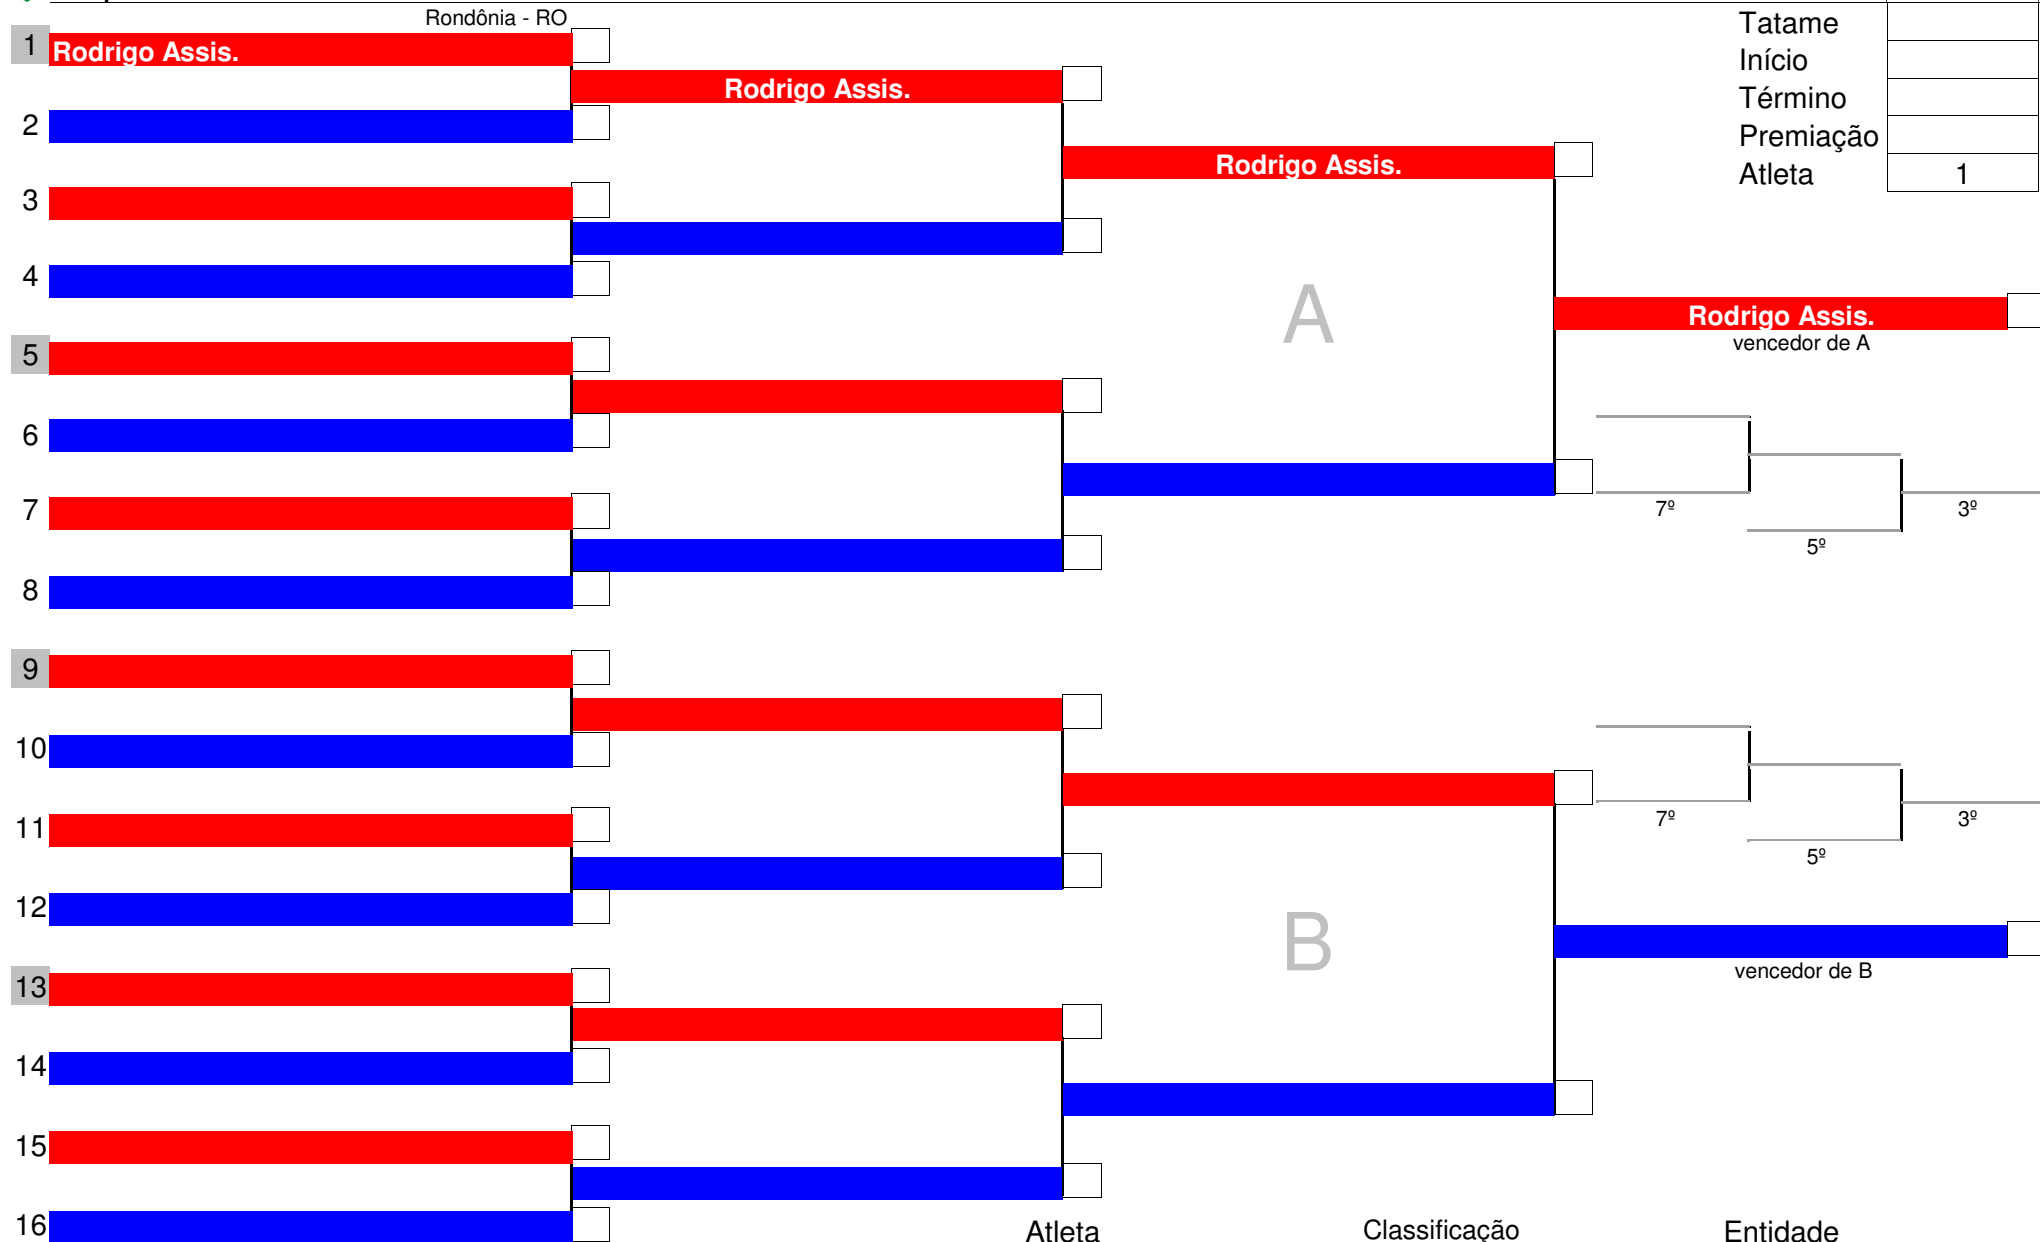 Rondônia - RO
Tatame
1 Rodrigo Assis.
Início
Rodrigo Assis.
Término
2
Premiação
Rodrigo Assis.
Atleta 1
3
4
A
Rodrigo Assis.
vencedor de A
5
6
7
7º
3º
5º
8
9
10
11
7º
3º
5º
12
B
vencedor de B
13
14
15
16
Atleta Classificação Entidade